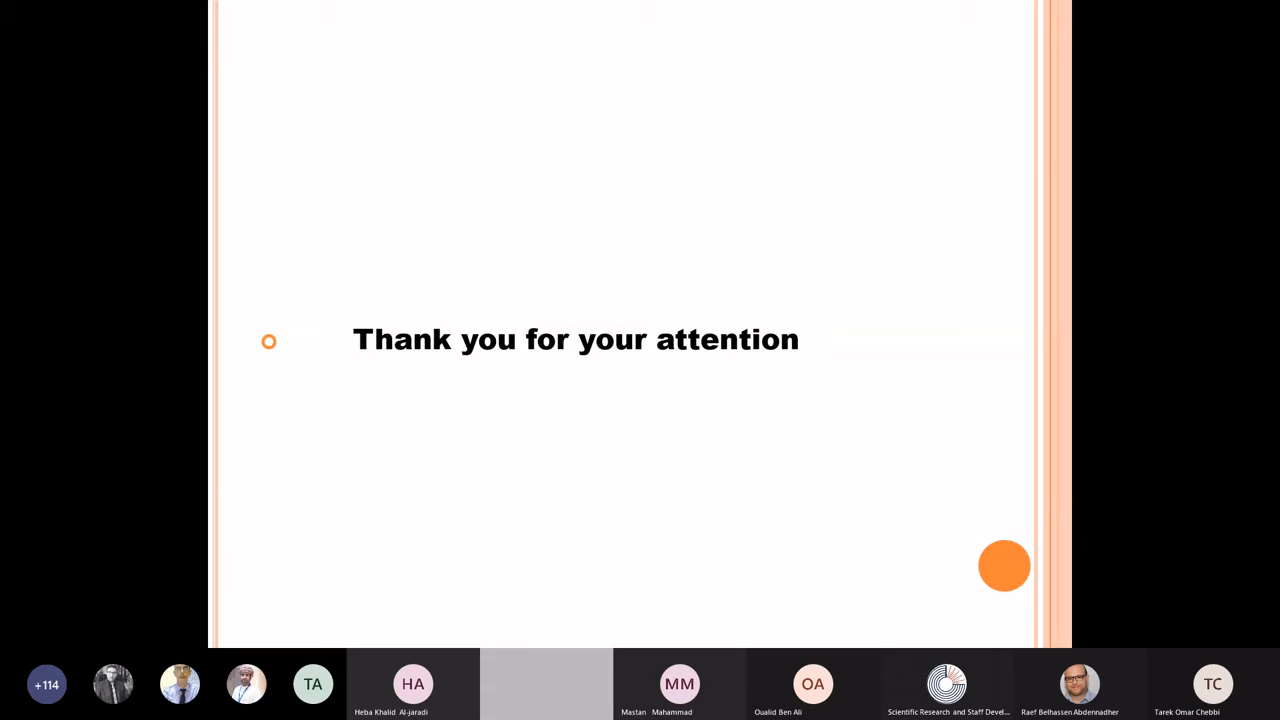 Thank you for your attention
+114
TA
HA
MM
OA
TC
Heba Khalid Al-jaradi
Mastan Mahammad
Oualid Ben Ali
Scientific Research and Staff Devel...
Raef Belhassen Abdennadher
Tarek Omar Chebbi